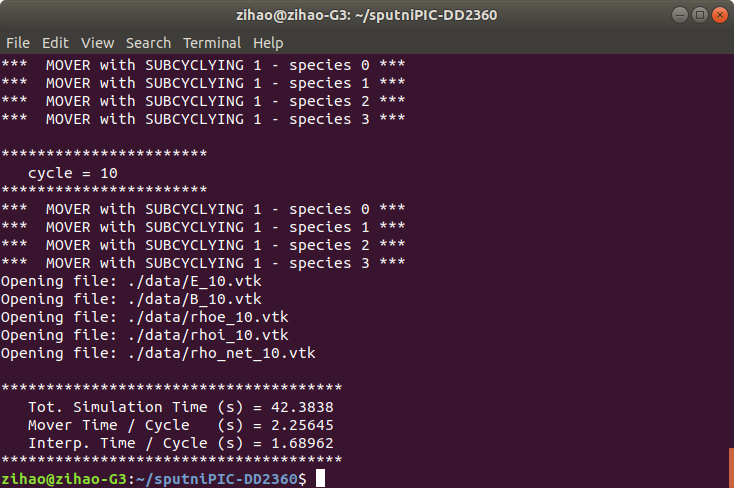 zihao@zihao-G3: ~/sputniPIC-DD2360
File Edit View Search Terminal Help
***  MOVER with SUBCYCLYING 1 - species 0 ***
***  MOVER with SUBCYCLYING 1 - species 1 ***
***  MOVER with SUBCYCLYING 1 - species 2 ***
***  MOVER with SUBCYCLYING 1 - species 3 ***
***********************
   cycle = 10
***********************
***  MOVER with SUBCYCLYING 1 - species 0 ***
***  MOVER with SUBCYCLYING 1 - species 1 ***
***  MOVER with SUBCYCLYING 1 - species 2 ***
***  MOVER with SUBCYCLYING 1 - species 3 ***
Opening file: ./data/E_10.vtk
Opening file: ./data/B_10.vtk
Opening file: ./data/rhoe_10.vtk
Opening file: ./data/rhoi_10.vtk
Opening file: ./data/rho_net_10.vtk
**************************************
   Tot. Simulation Time (s) = 42.3838
   Mover Time / Cycle   (s) = 2.25645
   Interp. Time / Cycle (s) = 1.68962
**************************************
zihao@zihao-G3:~/sputniPIC-DD2360$